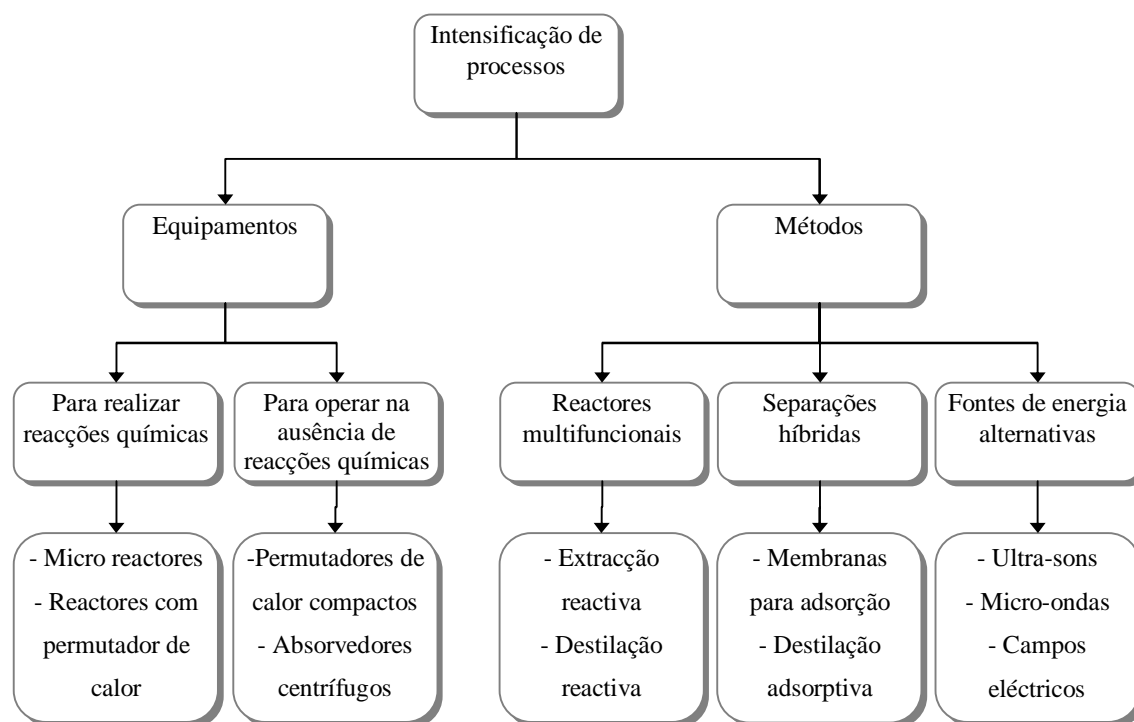 Intensificação de
processos
Equipamentos
Métodos
Para realizar
reacções químicas
Para operar na
ausência de
reacções químicas
Reactores
multifuncionais
Separações
híbridas
Fontes de energia
alternativas
- Micro reactores
- Reactores com
permutador de
calor
-Permutadores de
calor compactos
- Absorvedores
centrífugos
- Extracção
reactiva
- Destilação
reactiva
- Membranas
para adsorção
- Destilação
adsorptiva
- Ultra-sons
- Micro-ondas
- Campos
eléctricos